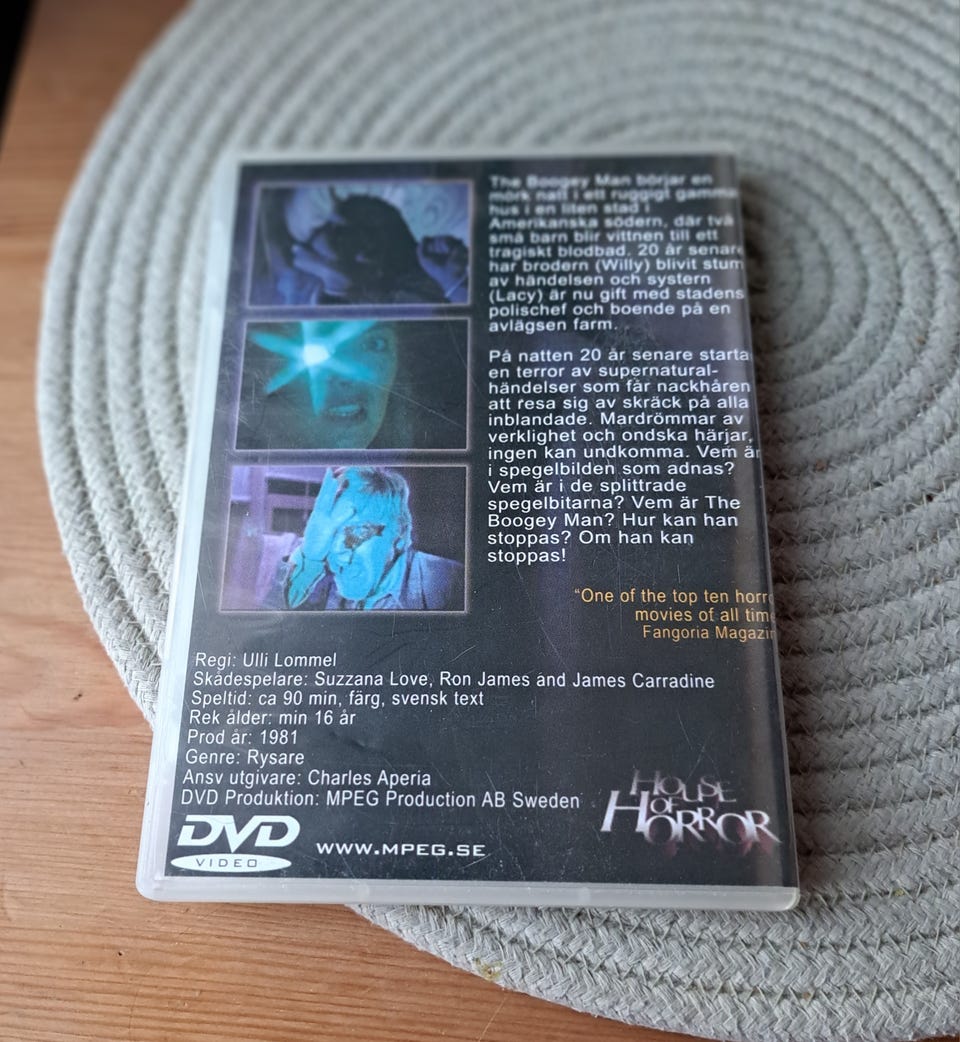 The Boogey Man börjar en
mörk natt i ett ruggigt gamma
hus i en liten stad i
Amerikanska södern, där två
små barn blir vittnen till ett
tragiskt blodbad. 20 år senare
har brodern (Willy) blivit stum
av händelsen och systern
(Lacy) är nu gift med stadens
polischef och boende på en
avlägsen farm.
På natten 20 år senare starta
en terror av supernatural-
händelser som får nackhåren
att resa sig av skräck på alla
inblandade. Mardrömmar av
verklighet och ondska härjar,
ingen kan undkomma. Vem är
i spegelbilden som adnas?
Vem är i de splittrade
spegelbitarna? Vem är The
Boogey Man? Hur kan han
stoppas? Om han kan
stoppas!
"One of the top ten horro
movies of all time
Fangoria Magazin
Regi: Ulli Lommel
Skådespelare: Suzzana Love, Ron James and James Carradine
Speltid: ca 90 min, färg, svensk text
Rek ålder: min 16 år
Prod år: 1981
Genre: Rysare
Ansv utgivare: Charles Aperia
DVD Produktion: MPEG Production AB Sweden
HOUSE
OF
HORROR
DVD
VIDEO
WWW.MPEG.SE